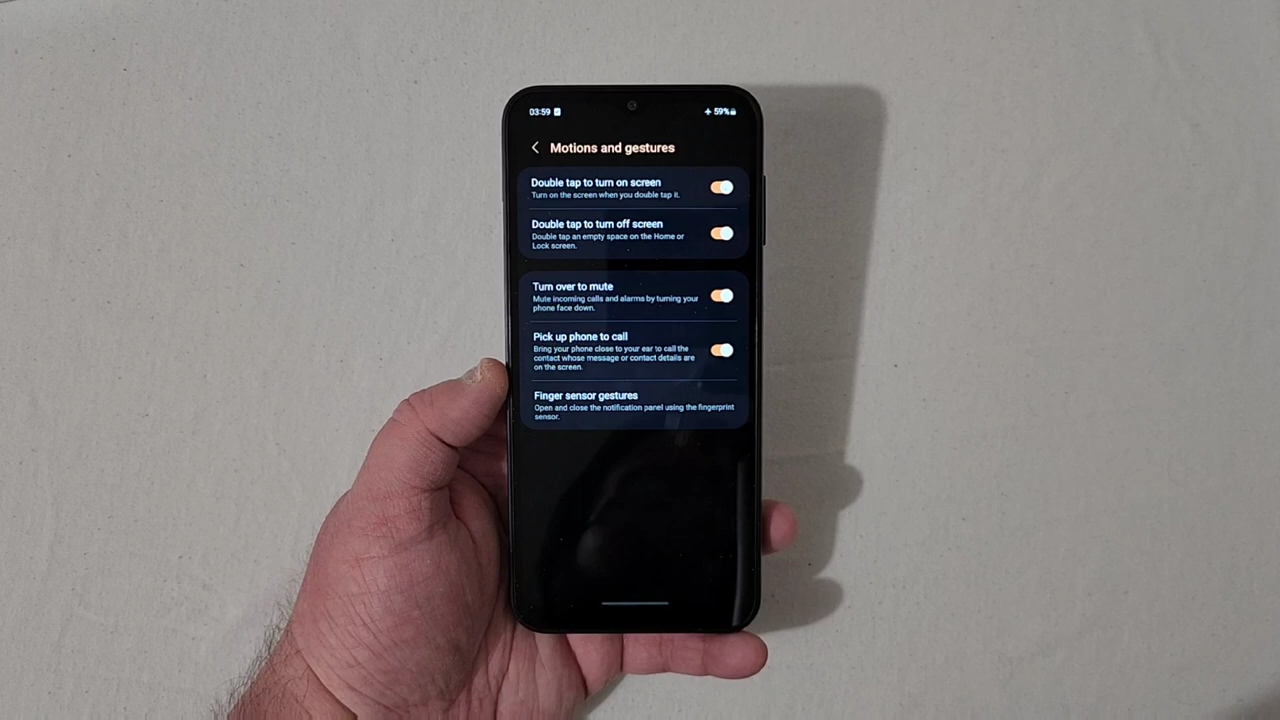 03:59
59%
Motions and gestures
Double tap to turn on screen
Turn on the screen when you double tap it.
Double tap to turn off screen
Double tap an empty space on the Home or
Lock screen.
Turn over to mute
Mute incoming calls and alarms by turning your
phone face down.
Pick up phone to call
Bring your phone close to your ear to call the
contact whose message or contact details are
on the screen.
Finger sensor gestures
Open and close the notification panel using the fingerprint
sensor.